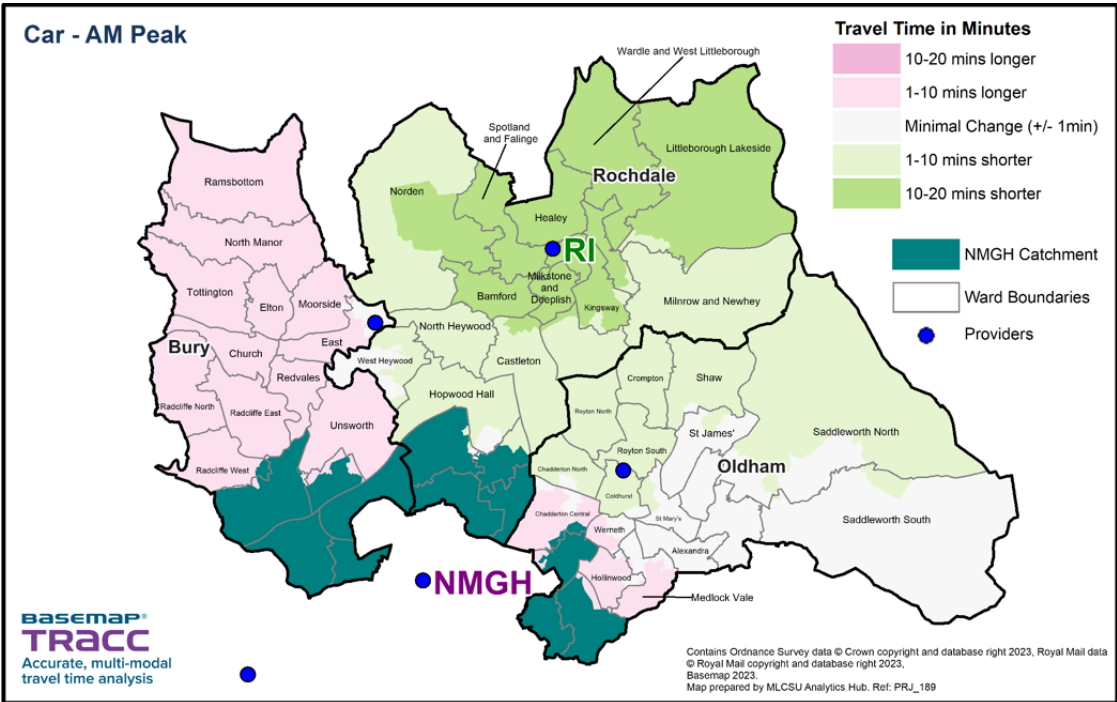 Car - AM Peak
Travel Time in Minutes
10-20 mins longer
1-10 mins longer
Minimal Change (+/- 1min)
1-10 mins shorter
10-20 mins shorter
NMGH Catchment
Ward Boundaries
Providers
Wardle and West Littleborough
Spotland
and Falinge
Littleborough Lakeside
Rochdale
Ramsbottom
Norden
Healey
North Manor
RI
Milkstone
and
Deeplish
Tottington
Elton
Moorside
Bamford
Kingsway
Milnrow and Newhey
North Heywood
East
Bury
Church
West Heywood
Castleton
Redvales
Crompton
Shaw
Hopwood Hall
Radcliffe North
Radcliffe East
Royton North
Unsworth
St James'
Saddleworth North
Royton South
Radcliffe West
Chadderton North
Oldham
Coldhurst
Chadderton Central
St Mary's
Saddleworth South
Werneth
Alexandra
NMGH
Hollinwood
Medlock Vale
BASEMAP®
TRACC
Accurate, multi-modal
travel time analysis
Contains Ordnance Survey data © Crown copyright and database right 2023, Royal Mail data
© Royal Mail copyright and database right 2023,
Basemap 2023.
Map prepared by MLCSU Analytics Hub. Ref: PRJ_189